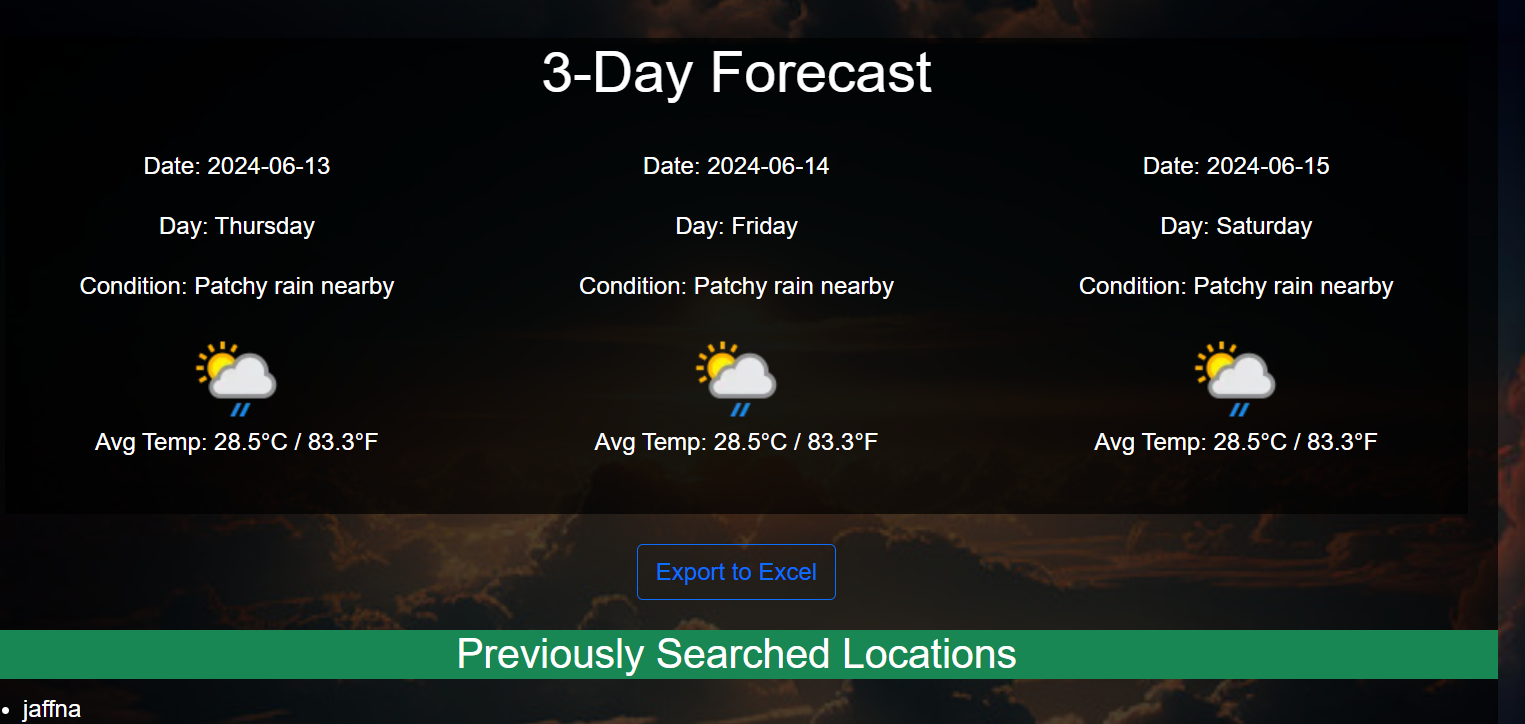 3-Day Forecast
Date: 2024-06-13
Day: Thursday
Condition: Patchy rain nearby
Avg Temp: 28.5°C / 83.3°F
Date: 2024-06-14
Day: Friday
Condition: Patchy rain nearby
Avg Temp: 28.5°C / 83.3°F
Date: 2024-06-15
Day: Saturday
Condition: Patchy rain nearby
Avg Temp: 28.5°C / 83.3°F
Export to Excel
Previously Searched Locations
• jaffna